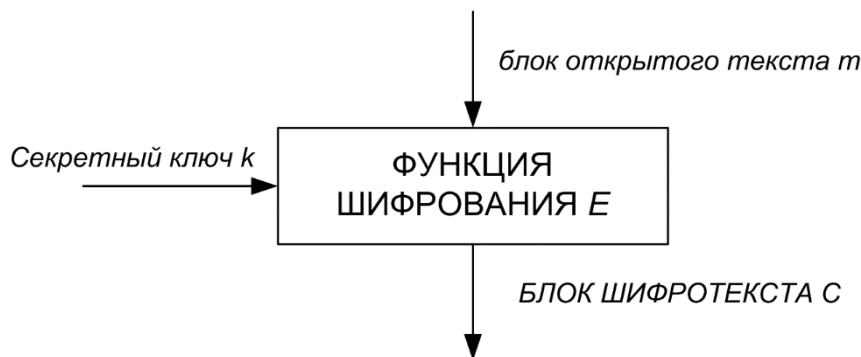 блок открытого текста m
Секретный ключ k
ФУНКЦИЯ
ШИФРОВАНИЯ E
БЛОК ШИФРОТЕКСТА C